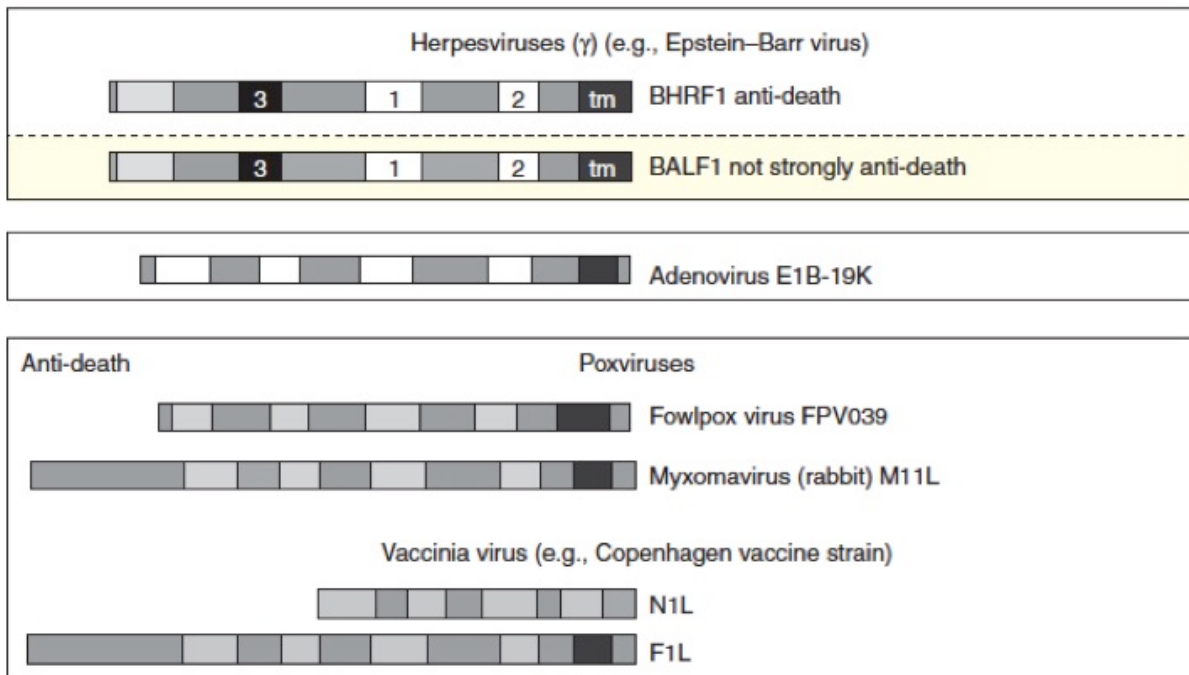 Herpesviruses (γ) (e.g., Epstein–Barr virus)
3 1 2 tm BHRF1 anti-death
3 1 2 tm BALF1 not strongly anti-death
Adenovirus E1B-19K
Anti-death Poxviruses
Fowlpox virus FPV039
Myxomavirus (rabbit) M11L
Vaccinia virus (e.g., Copenhagen vaccine strain)
N1L
F1L